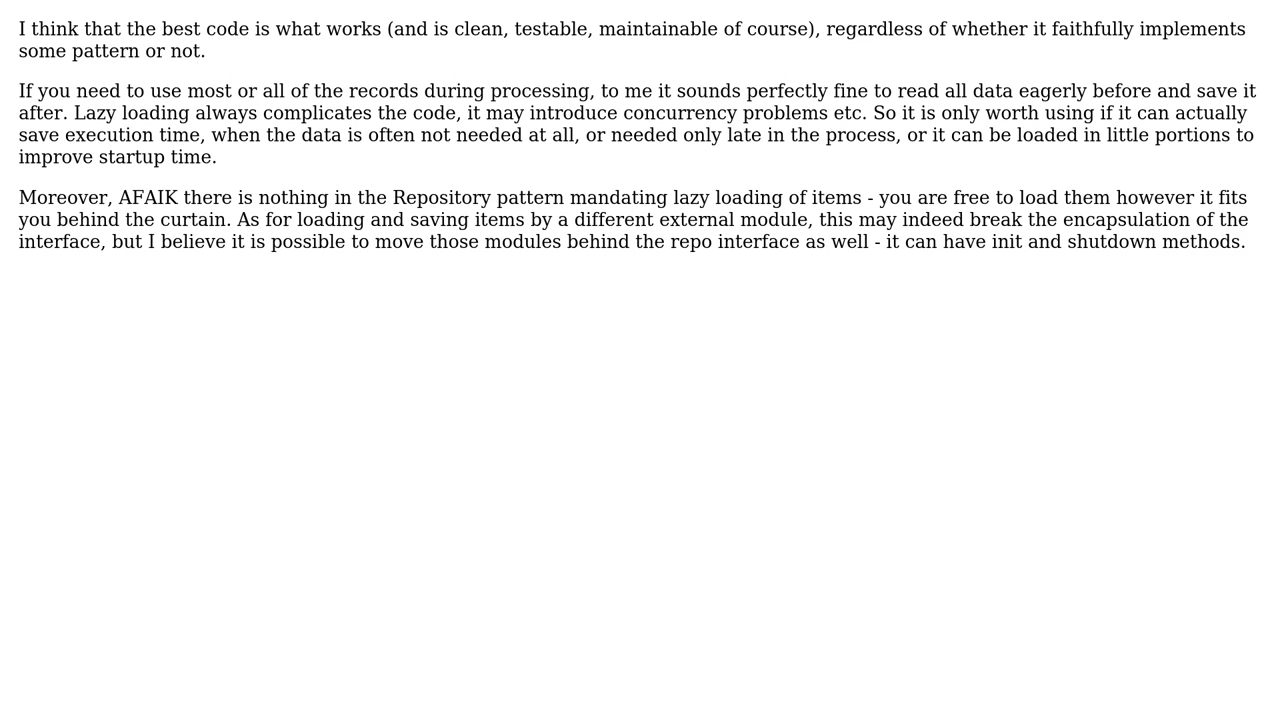 I think that the best code is what works (and is clean, testable, maintainable of course), regardless of whether it faithfully implements
some pattern or not.
If you need to use most or all of the records during processing, to me it sounds perfectly fine to read all data eagerly before and save it
after. Lazy loading always complicates the code, it may introduce concurrency problems etc. So it is only worth using if it can actually
save execution time, when the data is often not needed at all, or needed only late in the process, or it can be loaded in little portions to
improve startup time.
Moreover, AFAIK there is nothing in the Repository pattern mandating lazy loading of items - you are free to load them however it fits
you behind the curtain. As for loading and saving items by a different external module, this may indeed break the encapsulation of the
interface, but I believe it is possible to move those modules behind the repo interface as well - it can have init and shutdown methods.